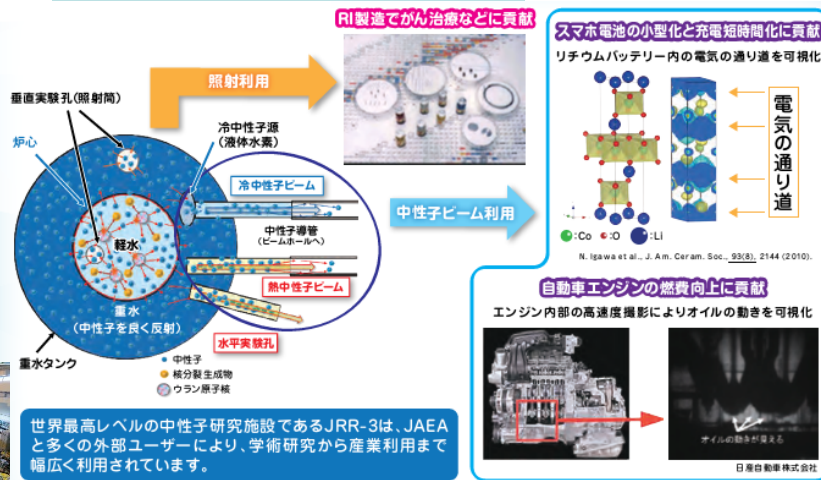 RI製造でがん治療などに貢献
照射利用
垂直実験孔(照射筒)
炉心
冷中性子源
(液体水素)
冷中性子ビーム
中性子導管
(ビームホールへ)
軽水
熱中性子ビーム
重水
(中性子を良く反射)
水平実験孔
重水タンク
中性子
核分裂生成物
ウラン原子核
中性子ビーム利用
スマホ電池の小型化と充電短時間化に貢献
リチウムバッテリー内の電気の通り道を可視化
電気の通り道
:Co :O :Li
N. Igawa et al., J. Am. Ceram. Soc., 93(8), 2144 (2010).
自動車エンジンの燃費向上に貢献
エンジン内部の高速度撮影によりオイルの動きを可視化
オイルの動きが見える
日産自動車株式会社
世界最高レベルの中性子研究施設であるJRR-3は、JAEA
と多くの外部ユーザーにより、学術研究から産業利用まで
幅広く利用されています。